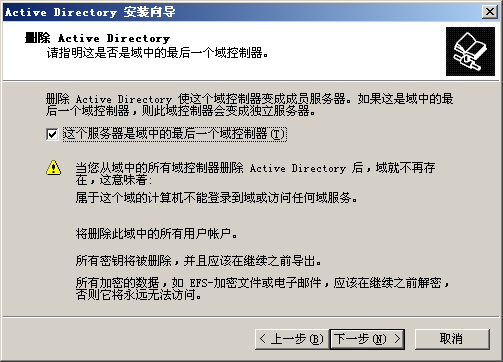 Active Directory 安装向导
删除 Active Directory
请指明这是否是域中的最后一个域控制器。
删除 Active Directory 使这个域控制器变成成员服务器。如果这是域中的最
后一个域控制器，则此域控制器会变成独立服务器。
这个服务器是域中的最后一个域控制器(T)
当您从域中的所有域控制器删除 Active Directory 后，域就不再存
在，这意味着:
属于这个域的计算机不能登录到域或访问任何域服务。
将删除此域中的所有用户帐户。
所有密钥将被删除，并且应该在继续之前导出。
所有加密的数据，如 EFS-加密文件或电子邮件，应该在继续之前解密，
否则它将永远无法访问。
< 上一步(B) 下一步(N) > 取消